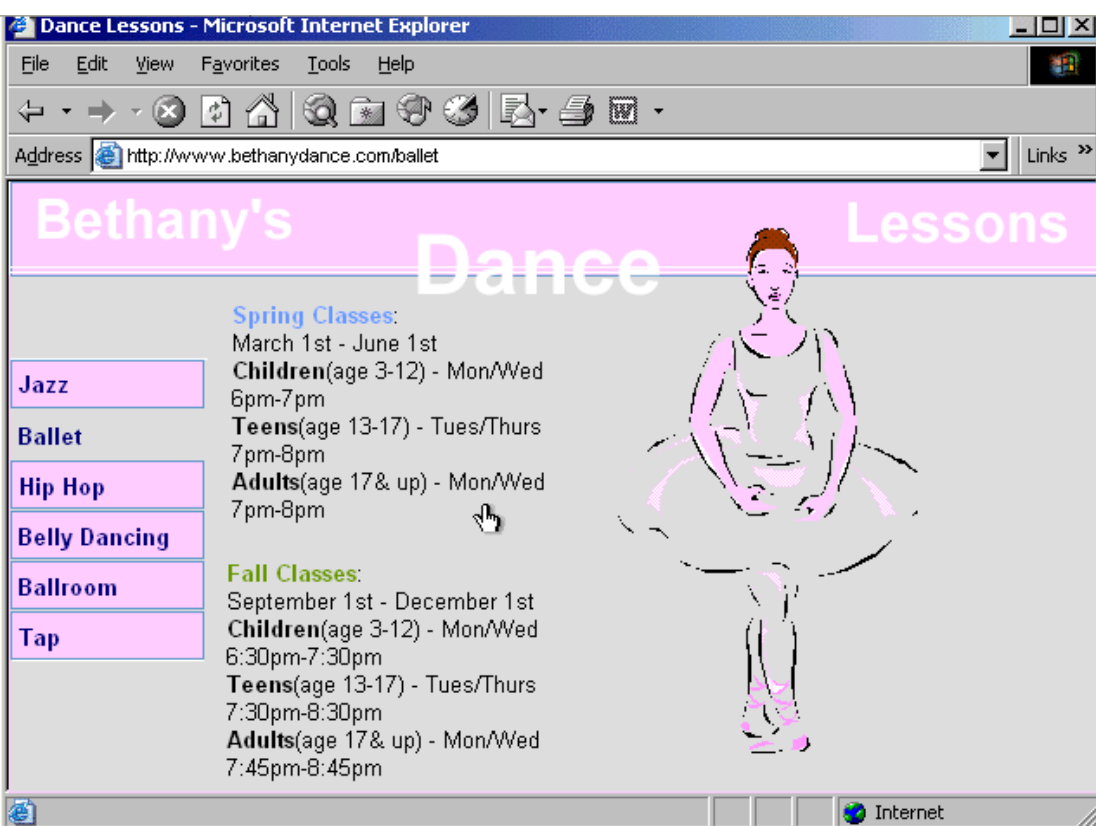 Dance Lessons - Microsoft Internet Explorer
File Edit View Favorites Tools Help
Address http://www.bethanydance.com/ballet Links »
Bethany's Dance Lessons
Spring Classes:
March 1st - June 1st
Children(age 3-12) - Mon/Wed
6pm-7pm
Teens(age 13-17) - Tues/Thurs
7pm-8pm
Adults(age 17& up) - Mon/Wed
7pm-8pm
Jazz
Ballet
Hip Hop
Belly Dancing
Ballroom
Tap
Fall Classes:
September 1st - December 1st
Children(age 3-12) - Mon/Wed
6:30pm-7:30pm
Teens(age 13-17) - Tues/Thurs
7:30pm-8:30pm
Adults(age 17& up) - Mon/Wed
7:45pm-8:45pm
Internet